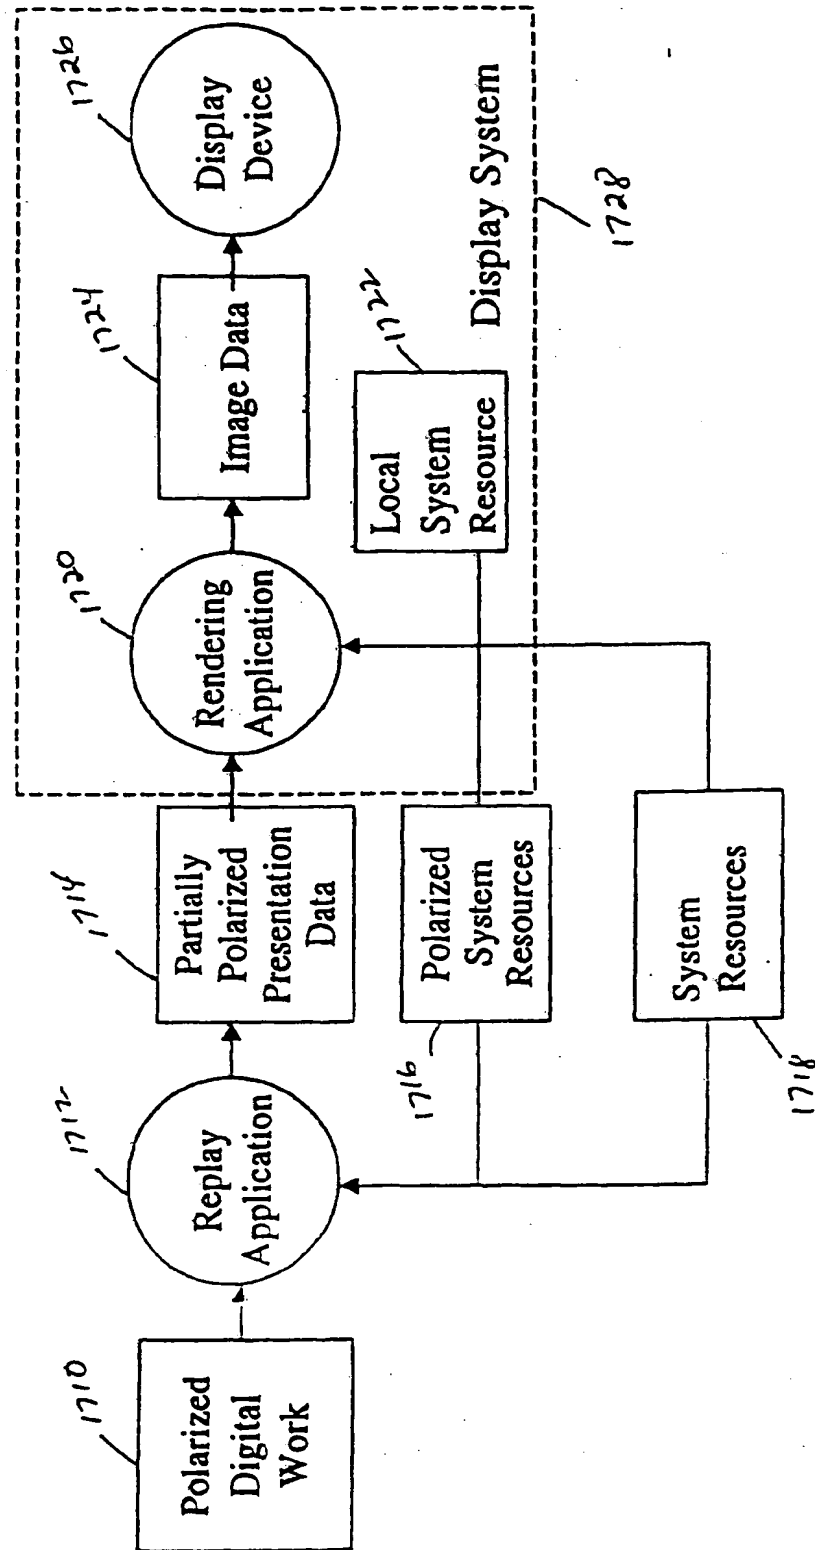 1710
Polarized
Digital
Work
1712
Replay
Application
1714
Partially
Polarized
Presentation
Data
1716
Polarized
System
Resources
1718
System
Resources
1720
Rendering
Application
1722
Local
System
Resource
1724
Image Data
1726
Display
Device
Display System
1728